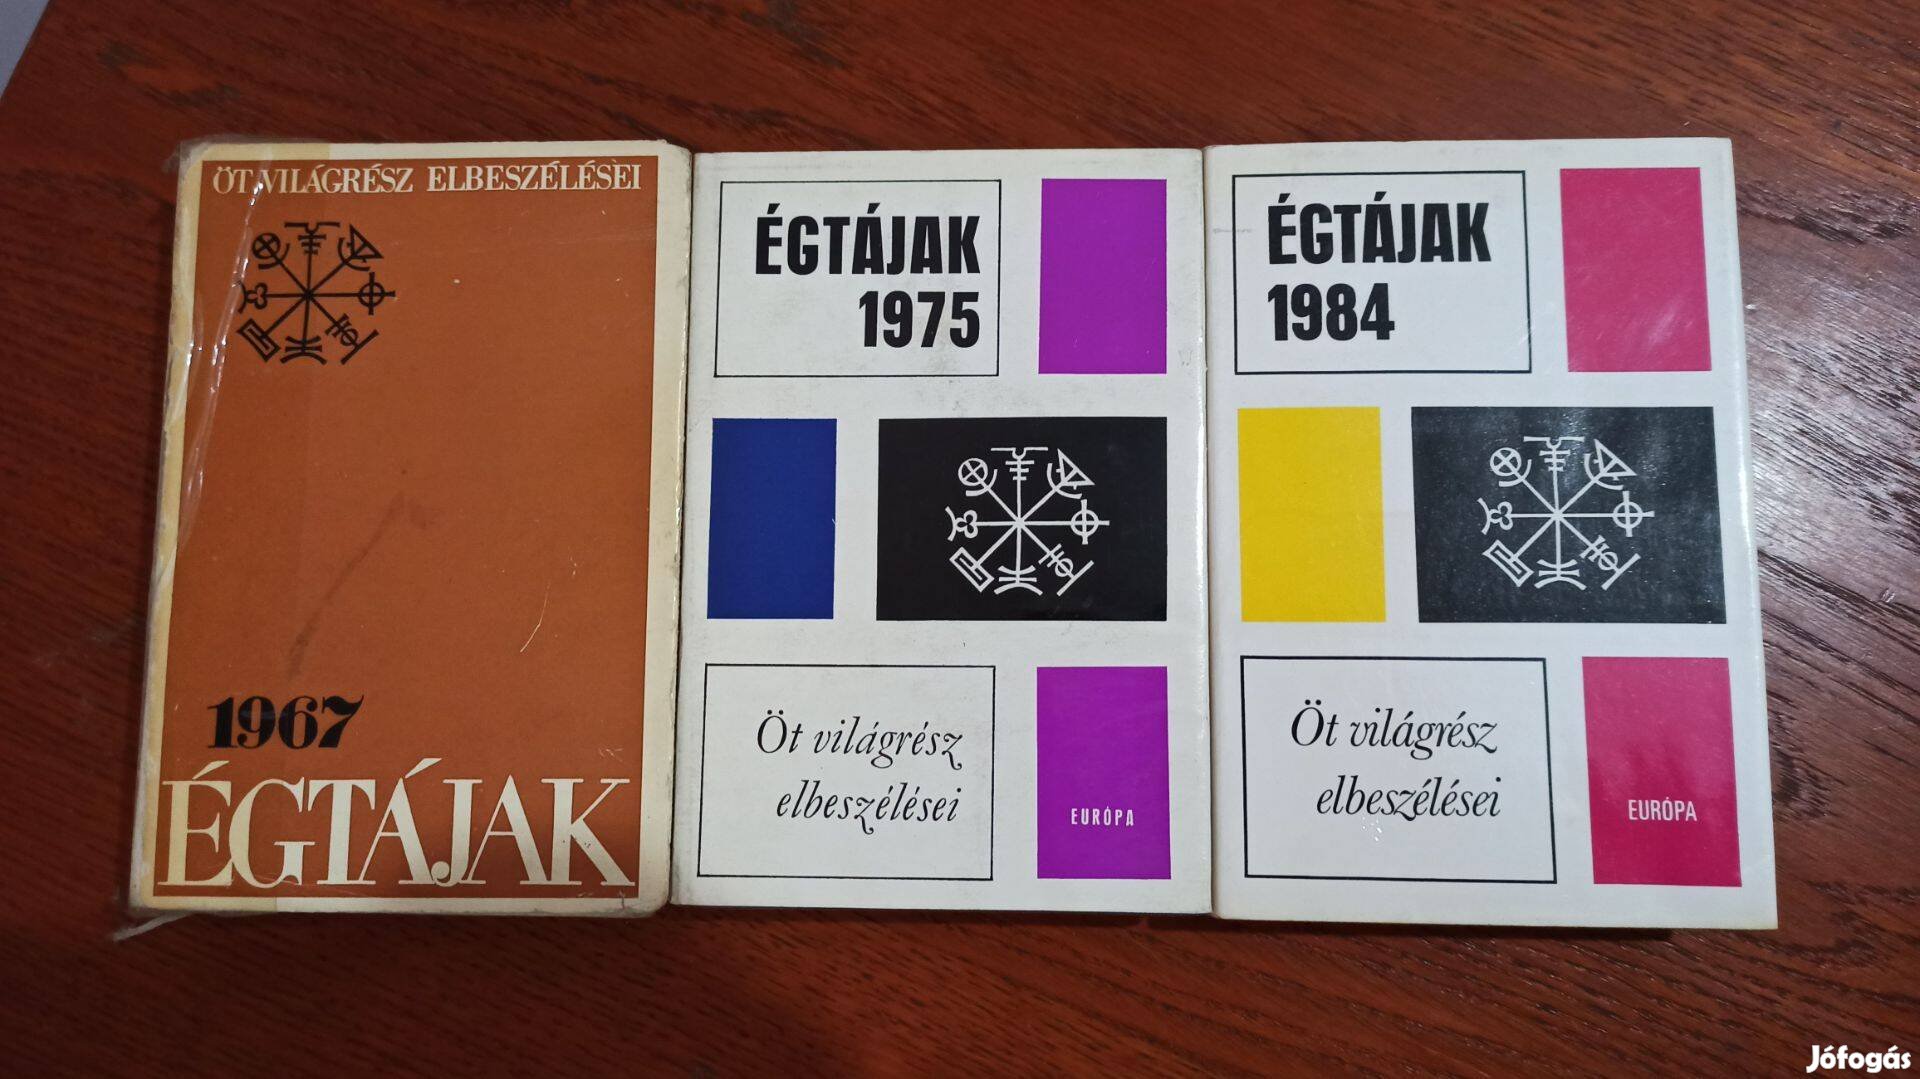 ÖT VILÁGRÉSZ ELBESZÉLÉSEI
1967
ÉGTÁJAK
ÉGTÁJAK
1975
Öt világrész
elbeszélései
EURÓPA
ÉGTÁJAK
1984
Öt világrész
elbeszélései
EURÓPA
Jófogás